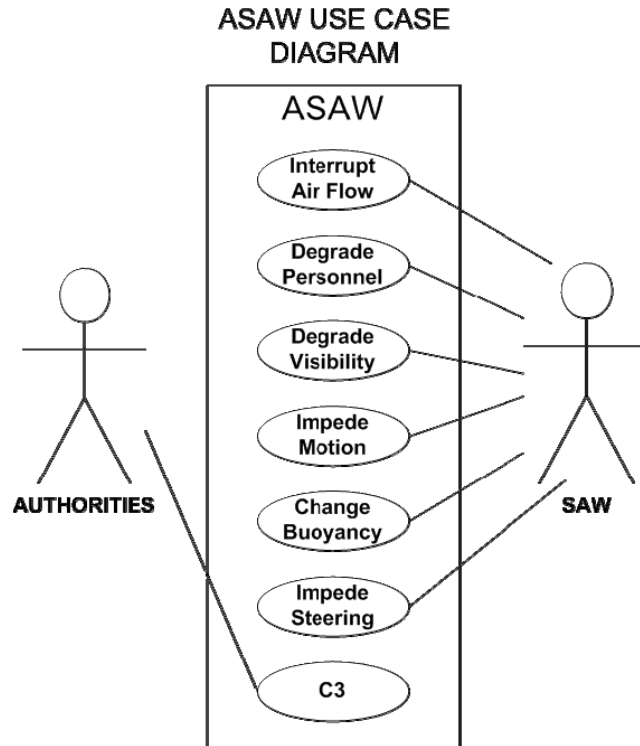 ASAW USE CASE
DIAGRAM
ASAW
Interrupt
Air Flow
Degrade
Personnel
Degrade
Visibility
Impede
Motion
Change
Buoyancy
Impede
Steering
C3
AUTHORITIES
SAW